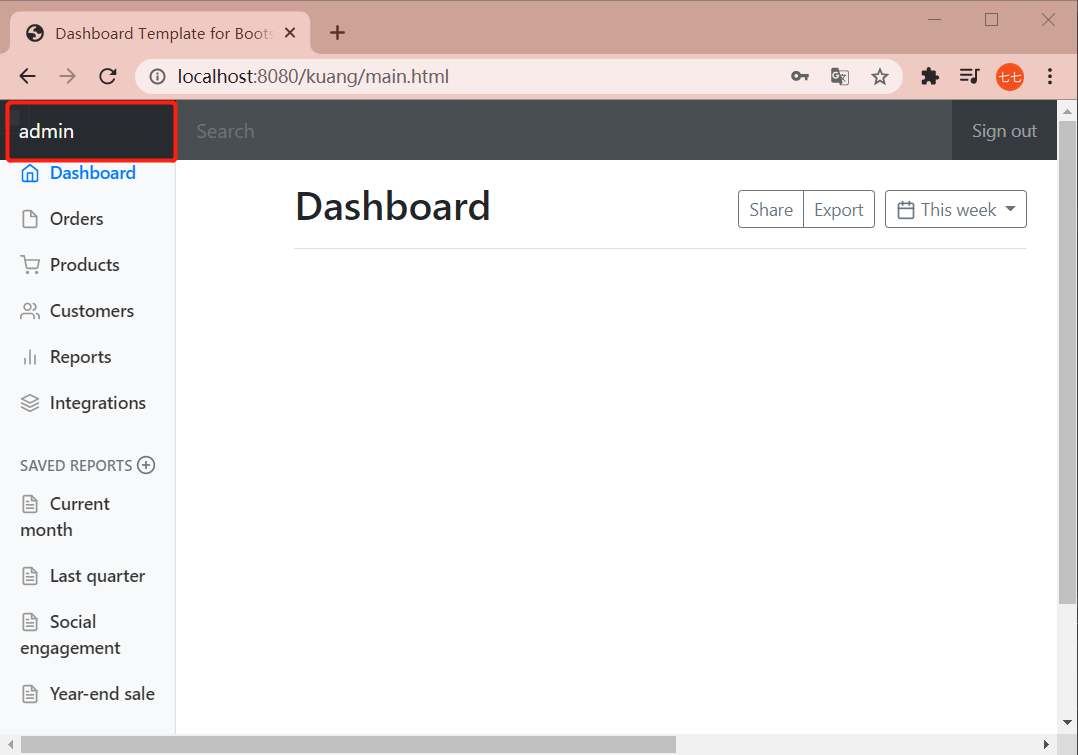 Dashboard Template for Boots
localhost:8080/kuang/main.html
七七
admin
Search
Sign out
Dashboard
Orders
Products
Customers
Reports
Integrations
SAVED REPORTS
Current
month
Last quarter
Social
engagement
Year-end sale
Dashboard
Share
Export
This week